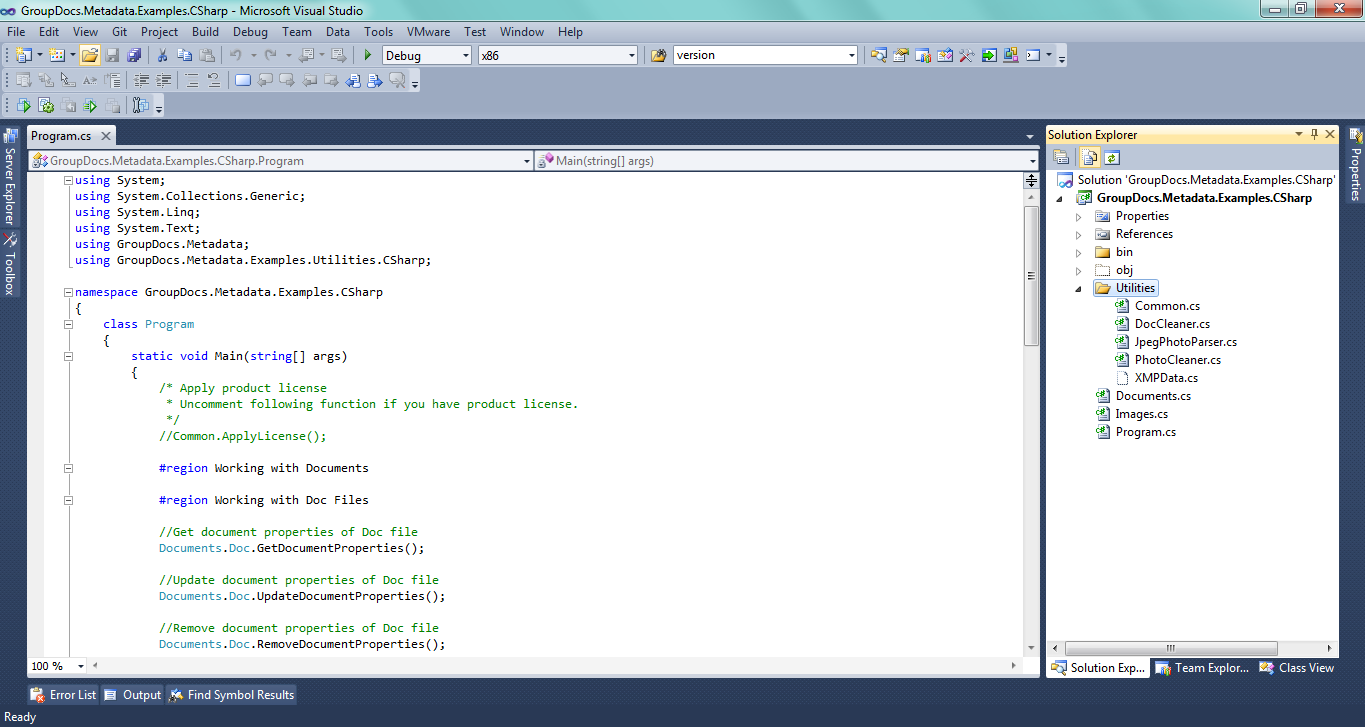 GroupDocs.Metadata.Examples.CSharp - Microsoft Visual Studio
File Edit View Git Project Build Debug Team Data Tools VMware Test Window Help
Debug x86 version
Program.cs
GroupDocs.Metadata.Examples.CSharp.Program Main(string[] args)
Server Explorer
Toolbox
using System;
using System.Collections.Generic;
using System.Linq;
using System.Text;
using GroupDocs.Metadata;
using GroupDocs.Metadata.Examples.Utilities.CSharp;
namespace GroupDocs.Metadata.Examples.CSharp
{
class Program
{
static void Main(string[] args)
{
/* Apply product license
* Uncomment following function if you have product license.
*/
//Common.ApplyLicense();
#region Working with Documents
#region Working with Doc Files
//Get document properties of Doc file
Documents.Doc.GetDocumentProperties();
//Update document properties of Doc file
Documents.Doc.UpdateDocumentProperties();
//Remove document properties of Doc file
Documents.Doc.RemoveDocumentProperties();
100 %
Solution Explorer
Solution 'GroupDocs.Metadata.Examples.CSharp'
GroupDocs.Metadata.Examples.CSharp
Properties
References
bin
obj
Utilities
Common.cs
DocCleaner.cs
JpegPhotoParser.cs
PhotoCleaner.cs
XMPData.cs
Documents.cs
Images.cs
Program.cs
Solution Exp... Team Explor... Class View
Properties
Error List Output Find Symbol Results
Ready